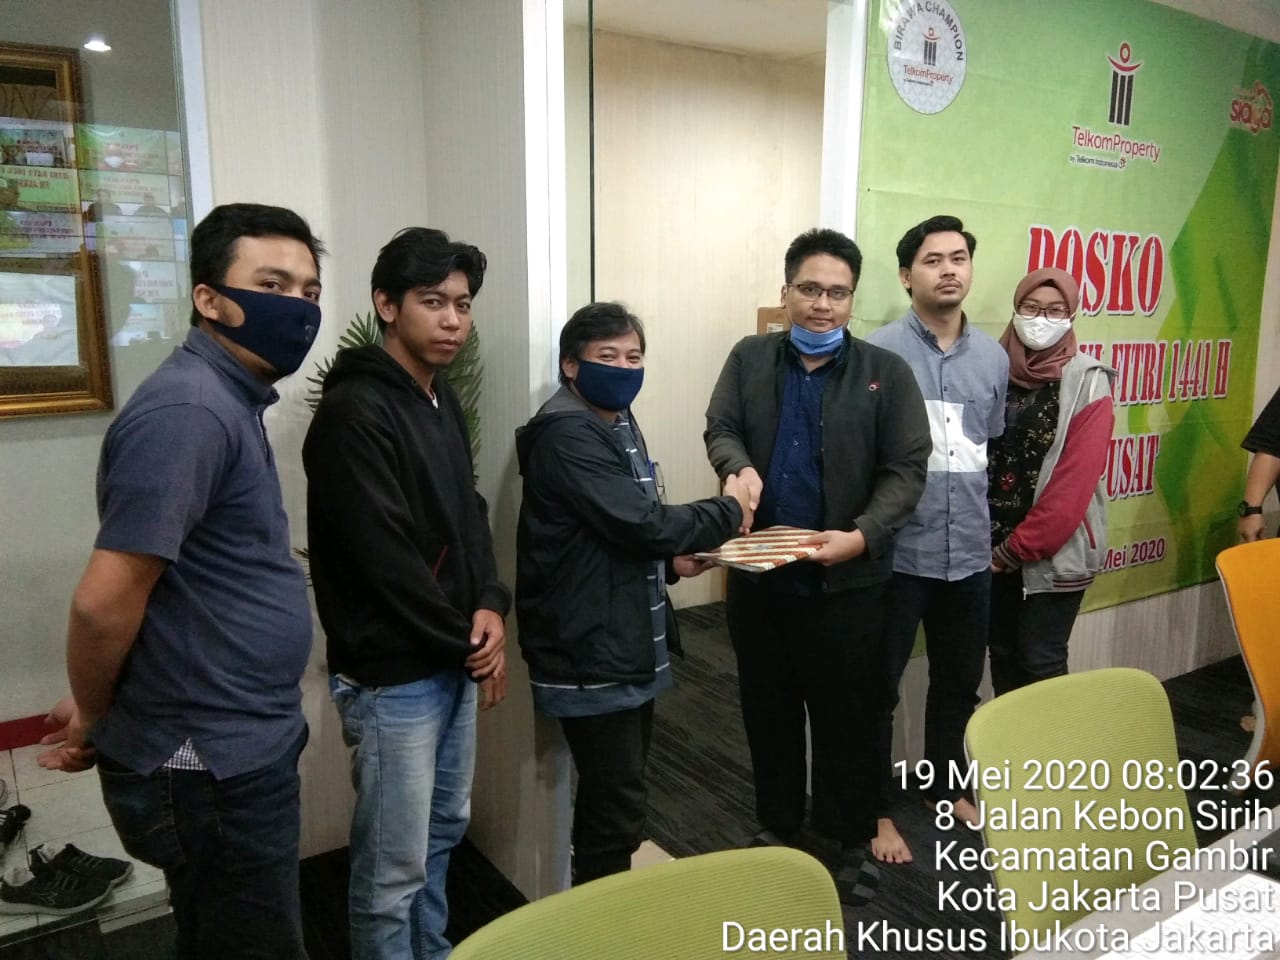 BIRAWA CHAMPION
TelkomProperty
TelkomProperty
by Telkom Indonesia
siaga
POSKO
FITRI 1441 H
PUSAT
Mei 2020
19 Mei 2020 08:02:36
8 Jalan Kebon Sirih
Kecamatan Gambir
Kota Jakarta Pusat
Daerah Khusus Ibukota Jakarta